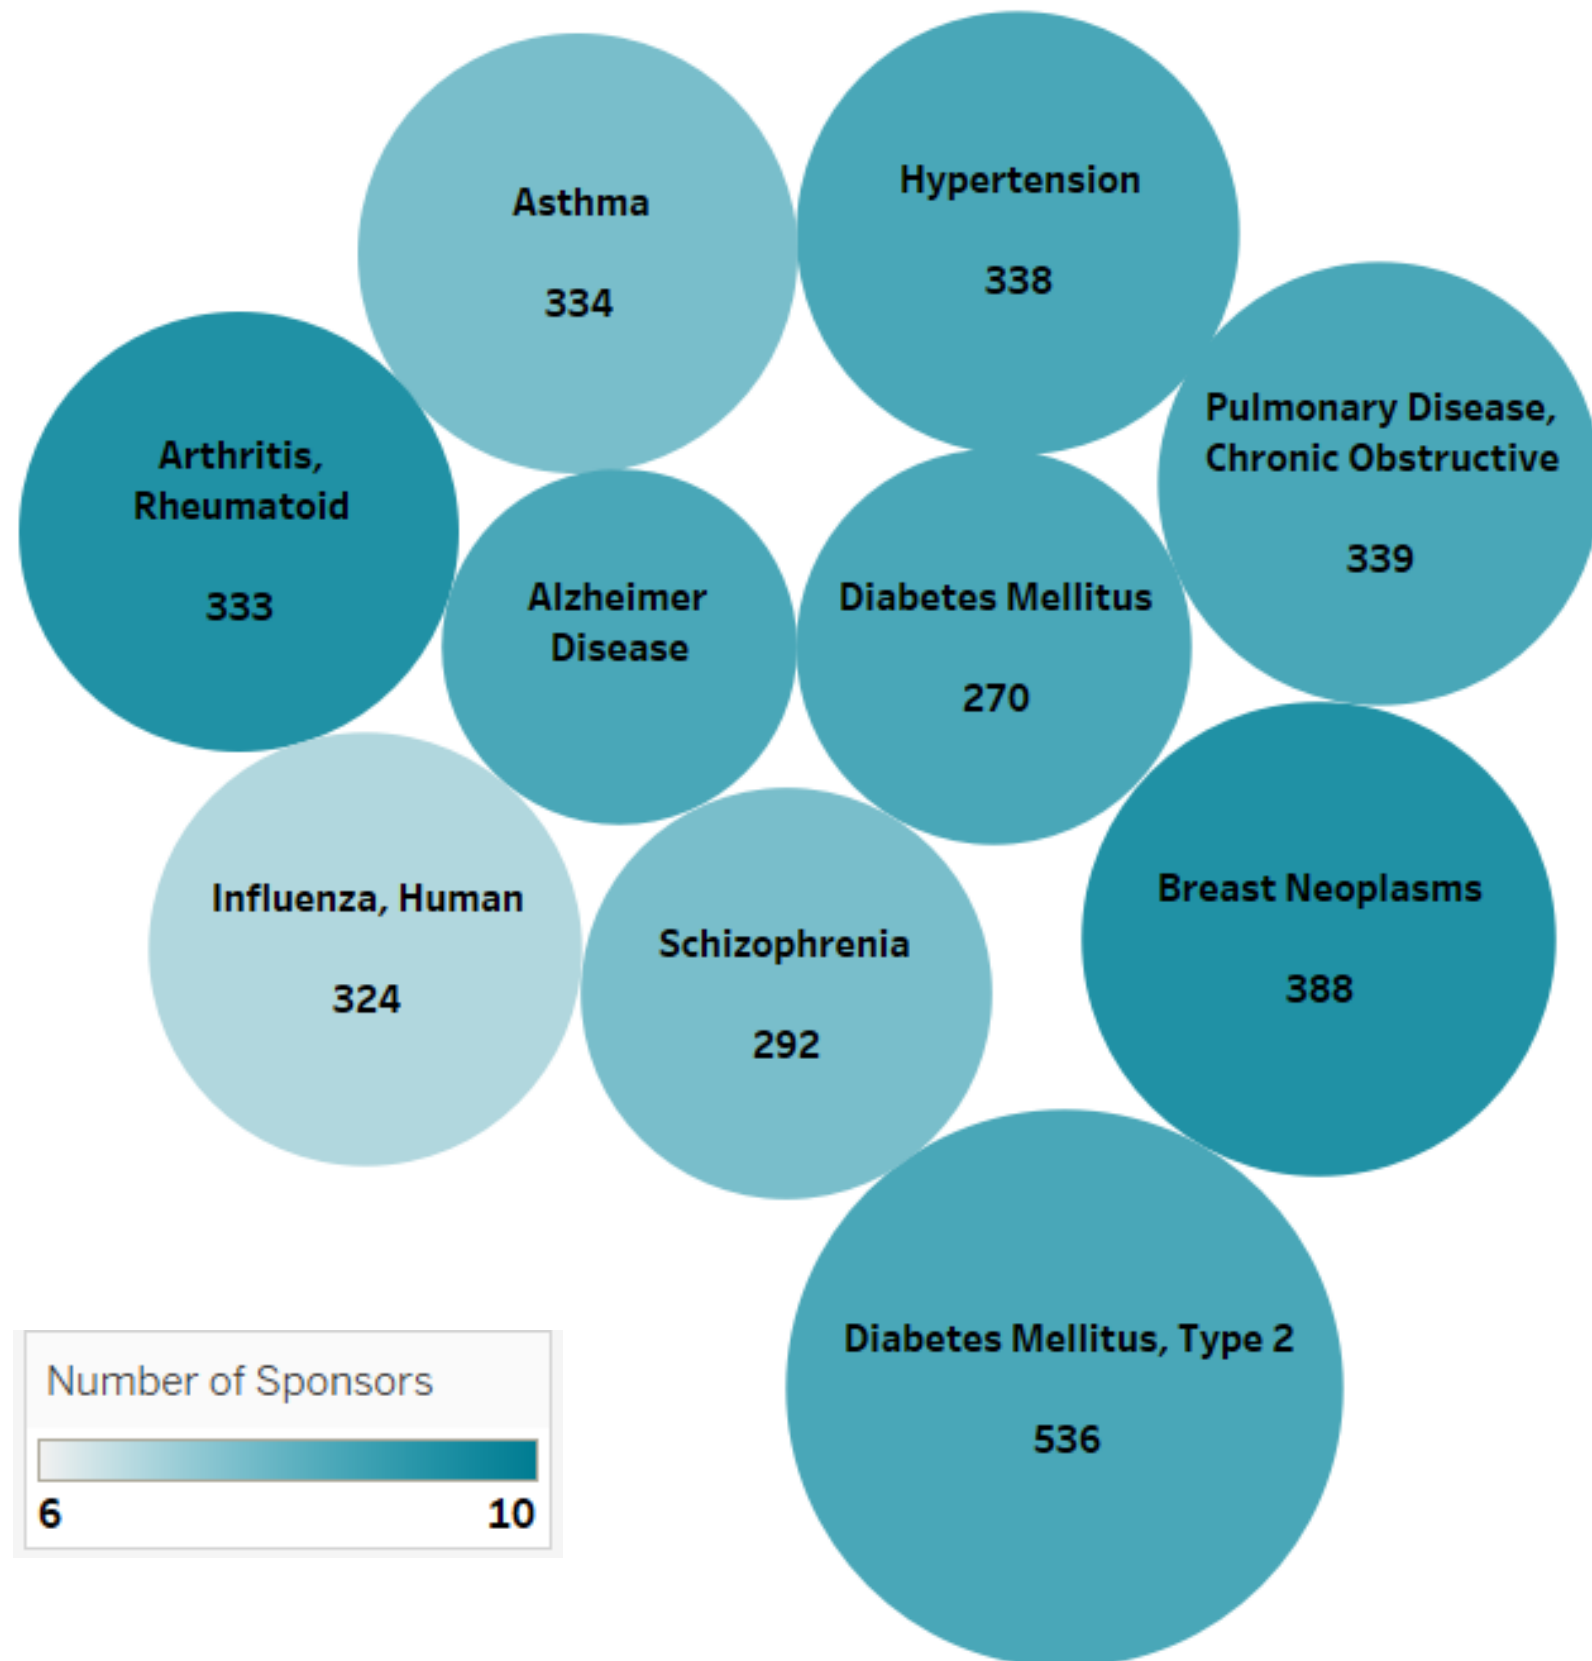 Asthma
334
Hypertension
338
Pulmonary Disease,
Chronic Obstructive
339
Arthritis,
Rheumatoid
333
Alzheimer
Disease
Diabetes Mellitus
270
Influenza, Human
324
Schizophrenia
292
Breast Neoplasms
388
Diabetes Mellitus, Type 2
536
Number of Sponsors
6 10